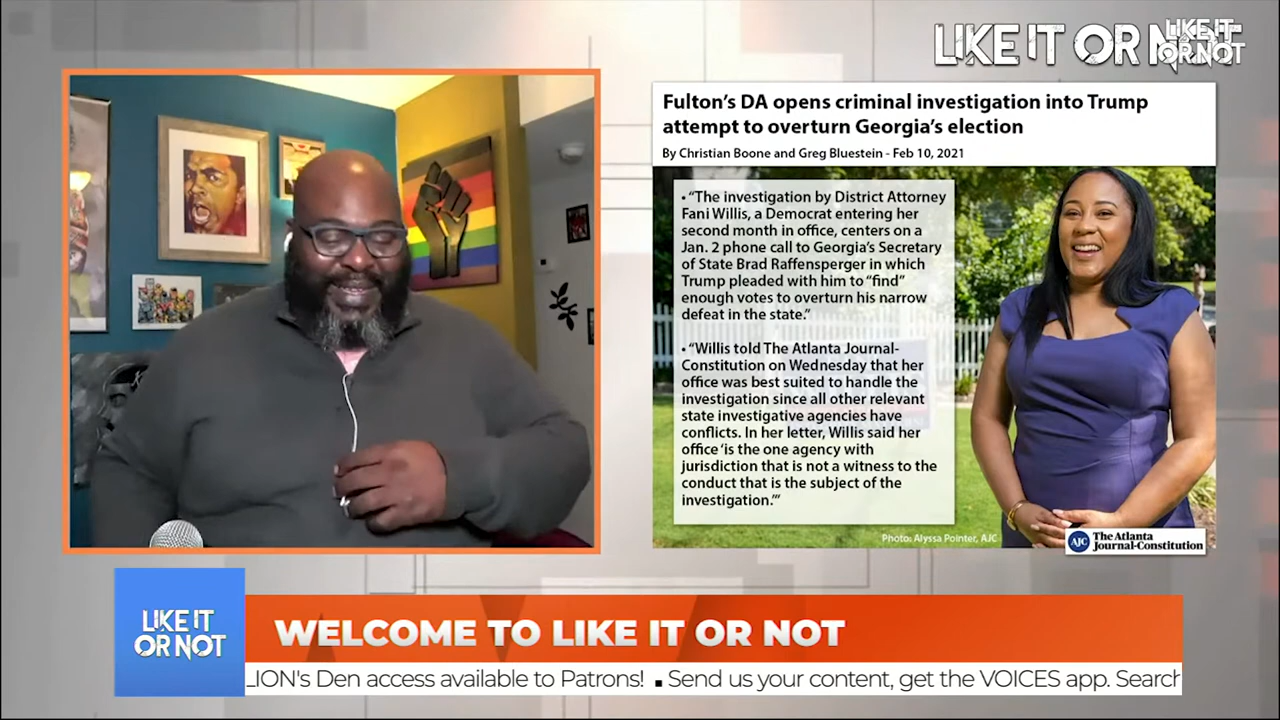 LIKE IT OR NOT
LIKE IT
OR NOT
Fulton's DA opens criminal investigation into Trump
attempt to overturn Georgia's election
By Christian Boone and Greg Bluestein - Feb 10, 2021
• “The investigation by District Attorney
Fani Willis, a Democrat entering her
second month in office, centers on a
Jan. 2 phone call to Georgia’s Secretary
of State Brad Raffensperger in which
Trump pleaded with him to “find”
enough votes to overturn his narrow
defeat in the state.”
• “Willis told The Atlanta Journal-
Constitution on Wednesday that her
office was best suited to handle the
investigation since all other relevant
state investigative agencies have
conflicts. In her letter, Willis said her
office ‘is the one agency with
jurisdiction that is not a witness to the
conduct that is the subject of the
investigation.’”
Photo: Alyssa Pointer, AJC
AJC
The Atlanta
Journal-Constitution
LIKE IT
OR NOT
WELCOME TO LIKE IT OR NOT
LION's Den access available to Patrons! ▪ Send us your content, get the VOICES app. Search